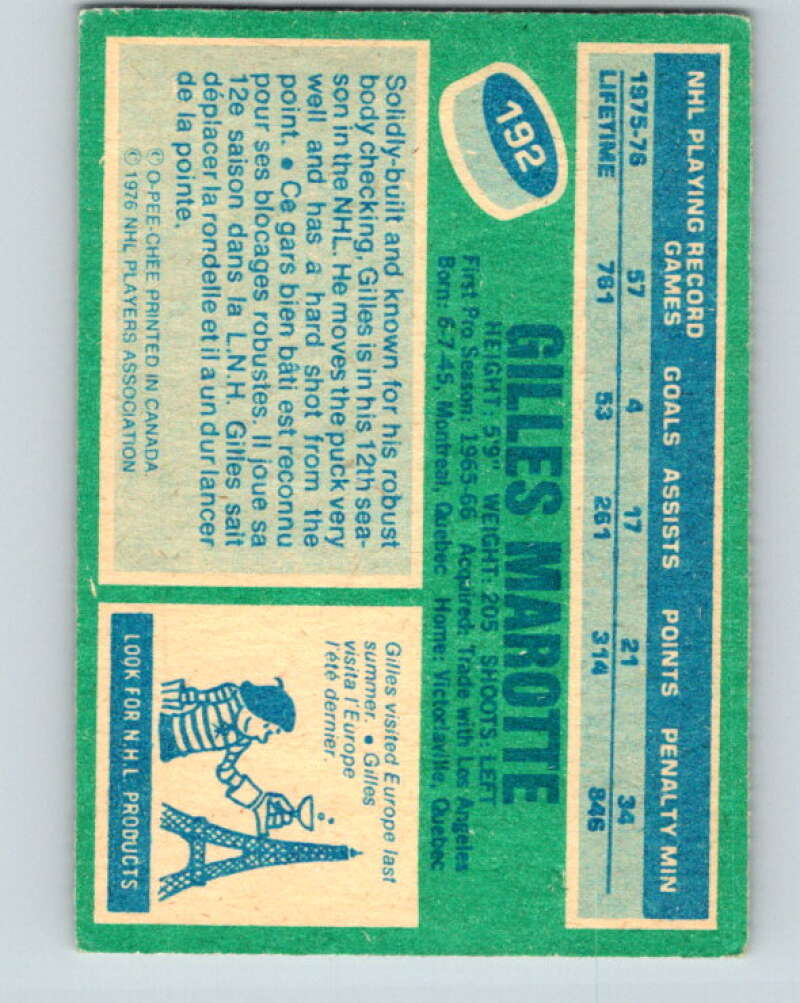 NHL PLAYING RECORD
GAMES GOALS ASSISTS POINTS PENALTY MIN
1975-76 57 4 17 21 34
LIFETIME 761 53 261 314 846
192
GILLES MAROTTE
HEIGHT: 5'9" WEIGHT: 205 SHOOTS: LEFT
First Pro Season: 1965-66 Acquired: Trade with Los Angeles
Born: 6-7-45, Montreal, Quebec Home: Victoriaville, Quebec
Solidly-built and known for his robust
body checking, Gilles is in his 12th sea-
son in the NHL. He moves the puck very
well and has a hard shot from the
point. • Ce gars bien bâti est reconnu
pour ses blocages robustes. Il joue sa
12e saison dans la L.N.H. Gilles sait
déplacer la rondelle et il a un dur lancer
de la pointe.
© O-PEE-CHEE PRINTED IN CANADA.
© 1976 NHL PLAYERS ASSOCIATION
Gilles visited Europe last
summer. • Gilles
visita l'Europe
l'été dernier.
LOOK FOR N.H.L PRODUCTS